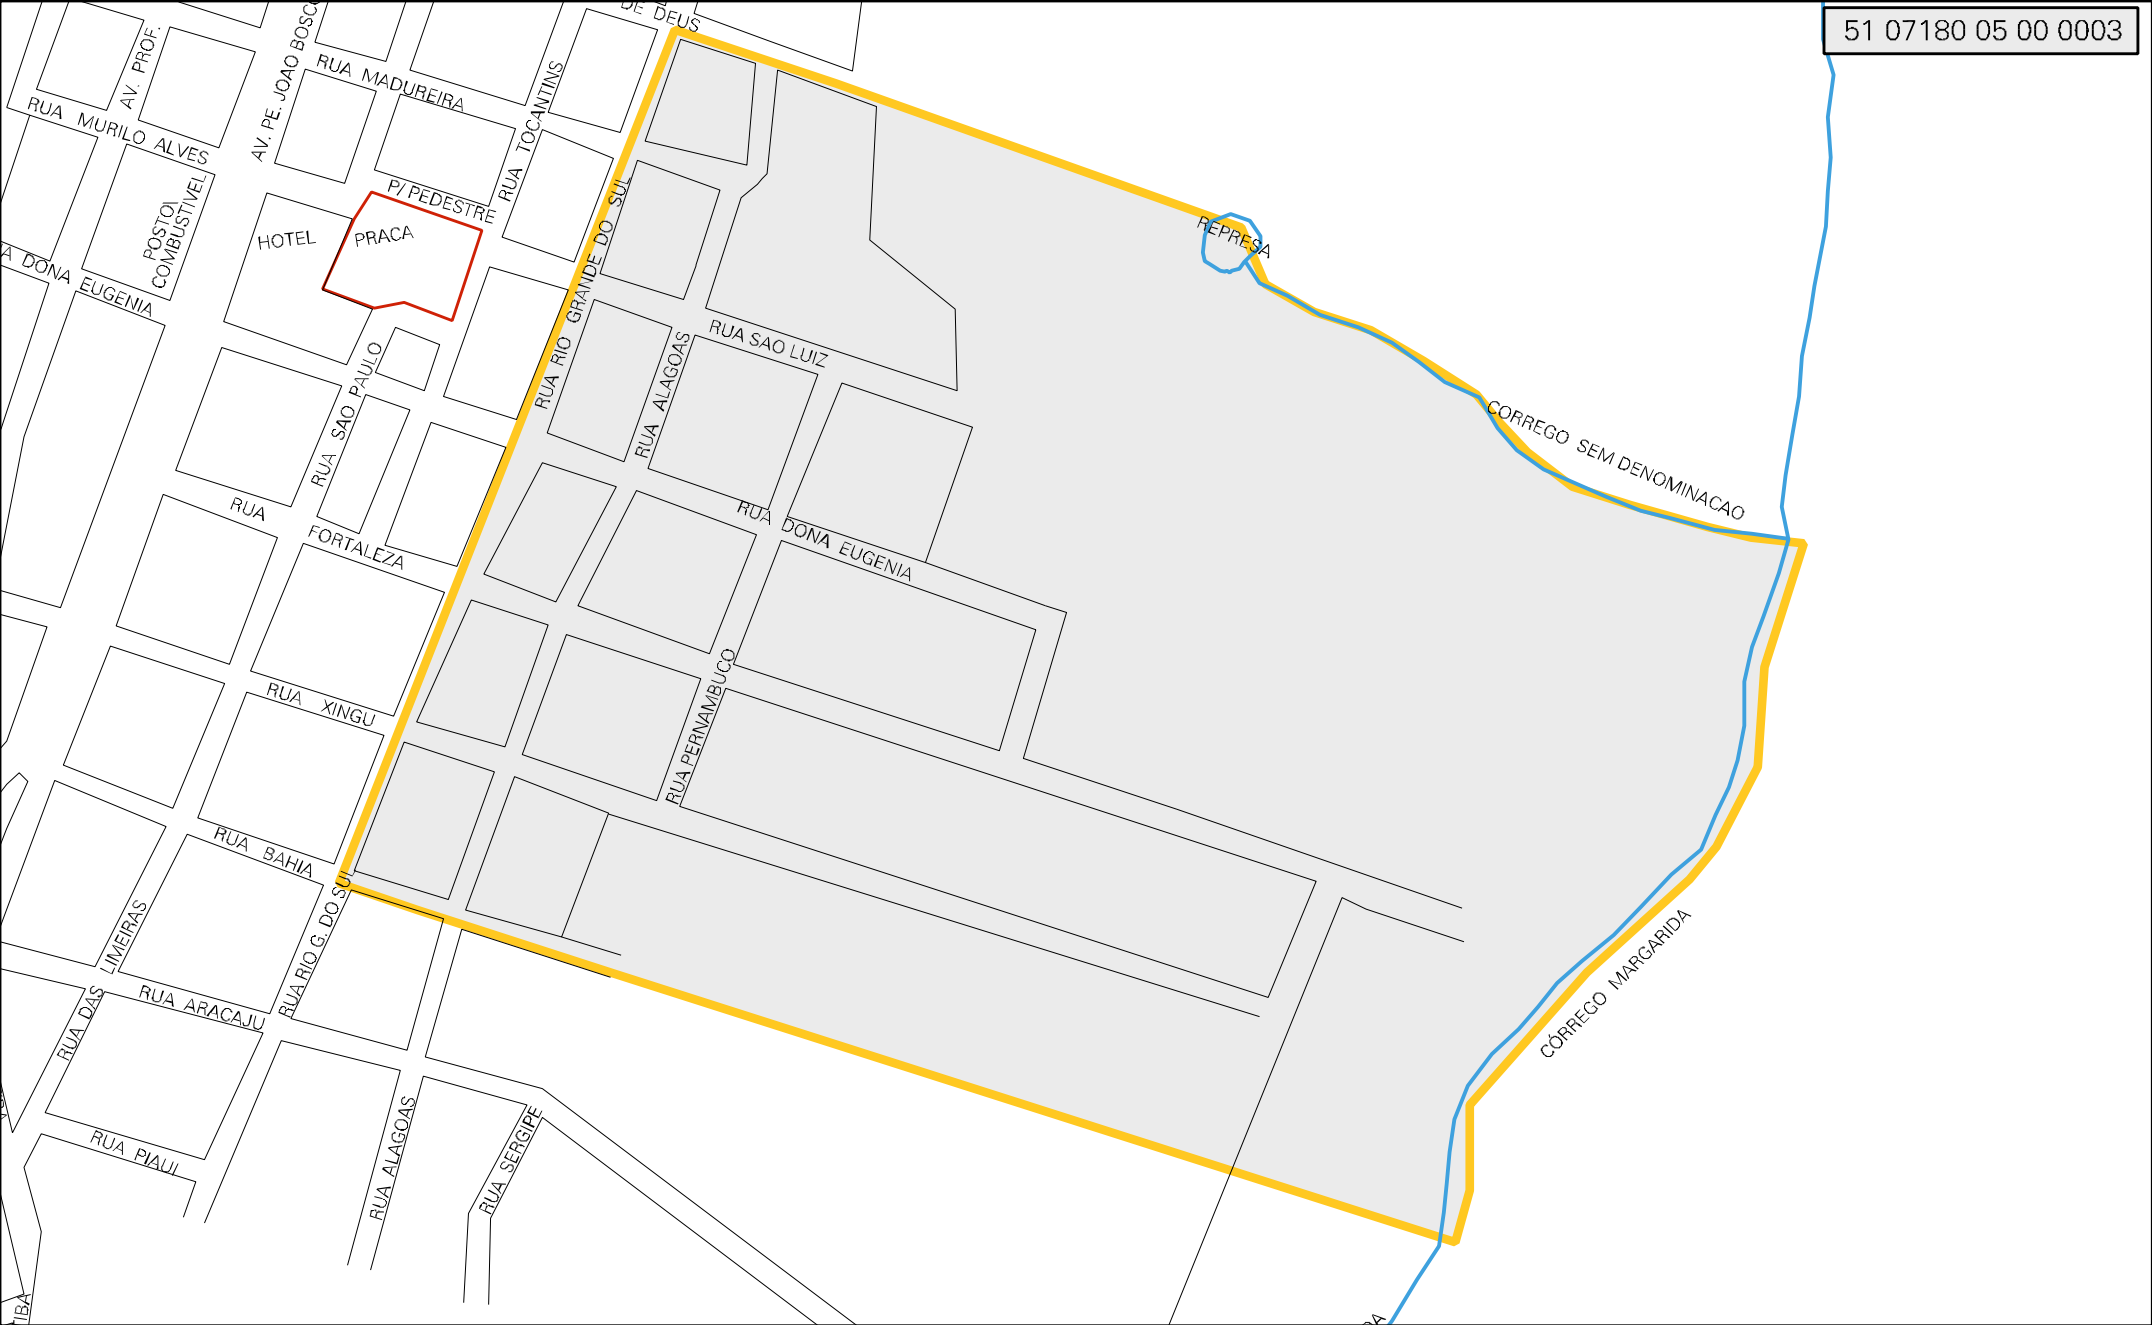 51 07180 05 00 0003
DE DEUS
AV. PROF.
AV. PE. JOAO BOSCO
RUA MADUREIRA
RUA TOCANTINS
RUA MURILO ALVES
POSTO\
COMBUSTIVEL
P/ PEDESTRE
HOTEL
PRACA
RUA RIO GRANDE DO SUL
REPRESA
A DONA EUGENIA
RUA SAO LUIZ
RUA ALAGOAS
RUA SAO PAULO
CORREGO SEM DENOMINACAO
RUA FORTALEZA
RUA DONA EUGENIA
RUA XINGU
RUA PERNAMBUCO
RUA BAHIA
RUA RIO G. DO SUL
RUA DAS LIMEIRAS
RUA ARACAJU
CÓRREGO MARGARIDA
RUA PIAUI
RUA ALAGOAS
RUA SERGIPE
TIBA
DA